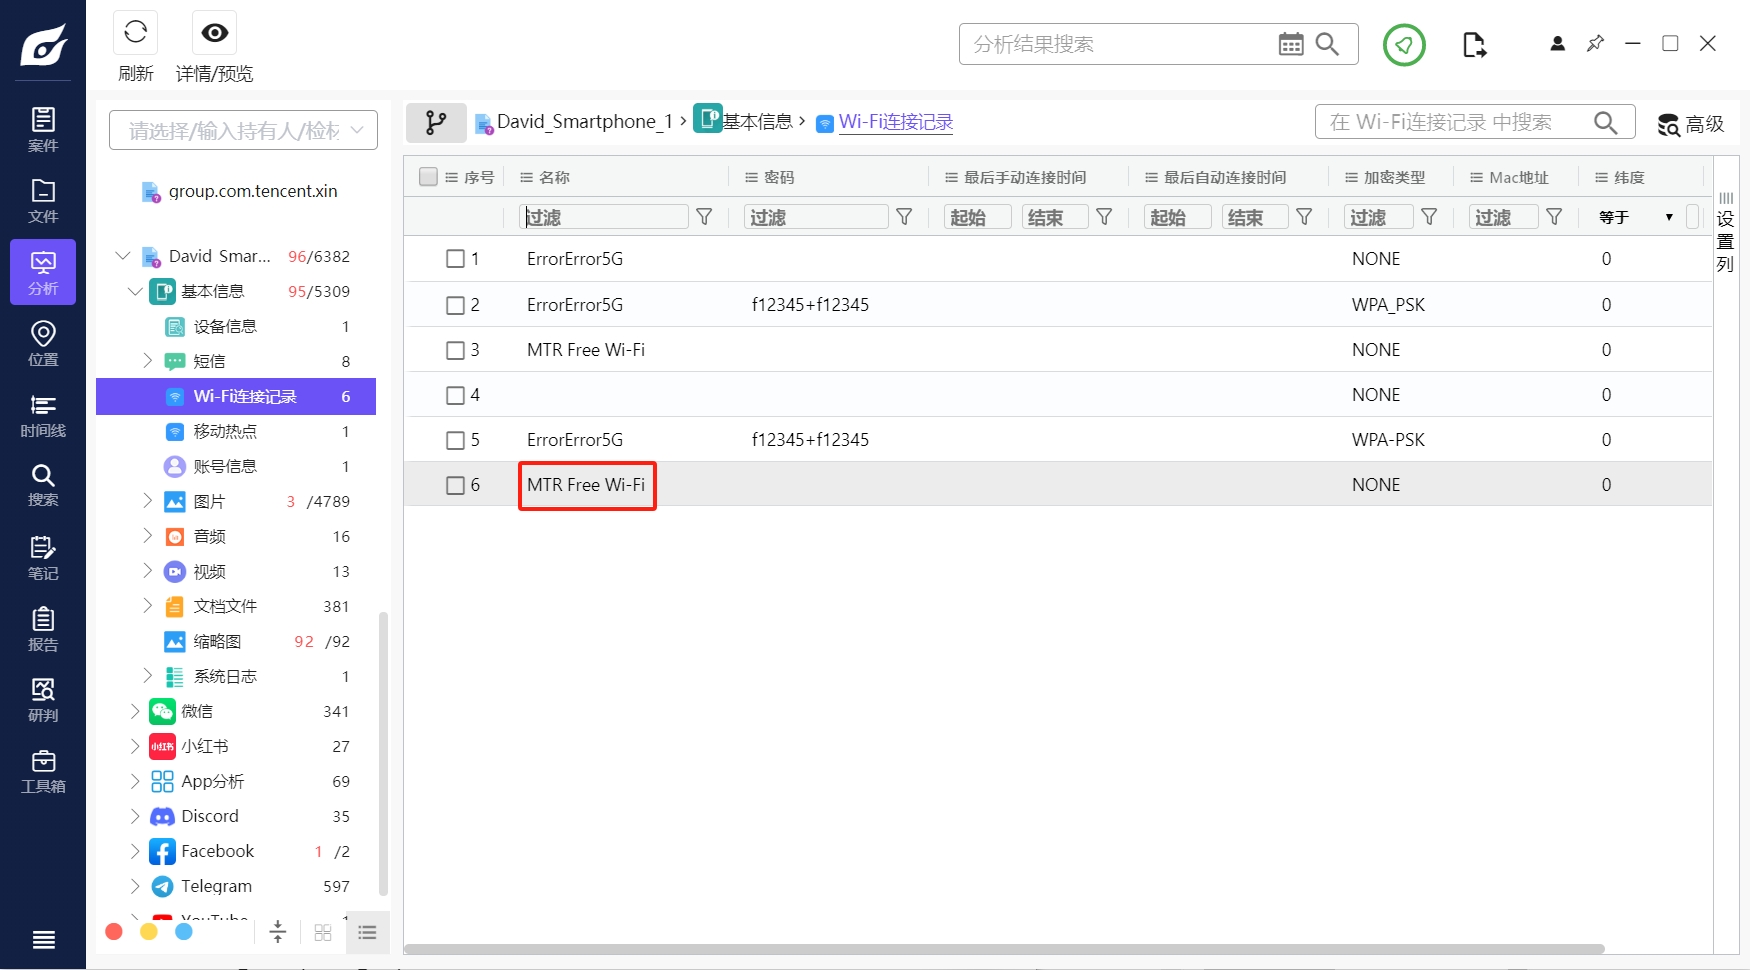 刷新
详情/预览
分析结果搜索
案件
文件
分析
位置
时间线
搜索
笔记
报告
研判
工具箱
请选择/输入持有人/检材
group.com.tencent.xin
David Smar... 96/6382
基本信息 95/5309
设备信息 1
短信 8
Wi-Fi连接记录 6
移动热点 1
账号信息 1
图片 3 /4789
音频 16
视频 13
文档文件 381
缩略图 92 /92
系统日志 1
微信 341
小红书 小红书 27
App分析 69
Discord 35
Facebook 1 /2
Telegram 597
YouTube 1
David_Smartphone_1 › 基本信息 › Wi-Fi连接记录
在 Wi-Fi连接记录 中搜索
高级
序号 名称 密码 最后手动连接时间 最后自动连接时间 加密类型 Mac地址 纬度
过滤 过滤 起始 结束 起始 结束 过滤 过滤 等于
1 ErrorError5G NONE 0
2 ErrorError5G f12345+f12345 WPA_PSK 0
3 MTR Free Wi-Fi NONE 0
4 NONE 0
5 ErrorError5G f12345+f12345 WPA-PSK 0
6 MTR Free Wi-Fi NONE 0
设置列